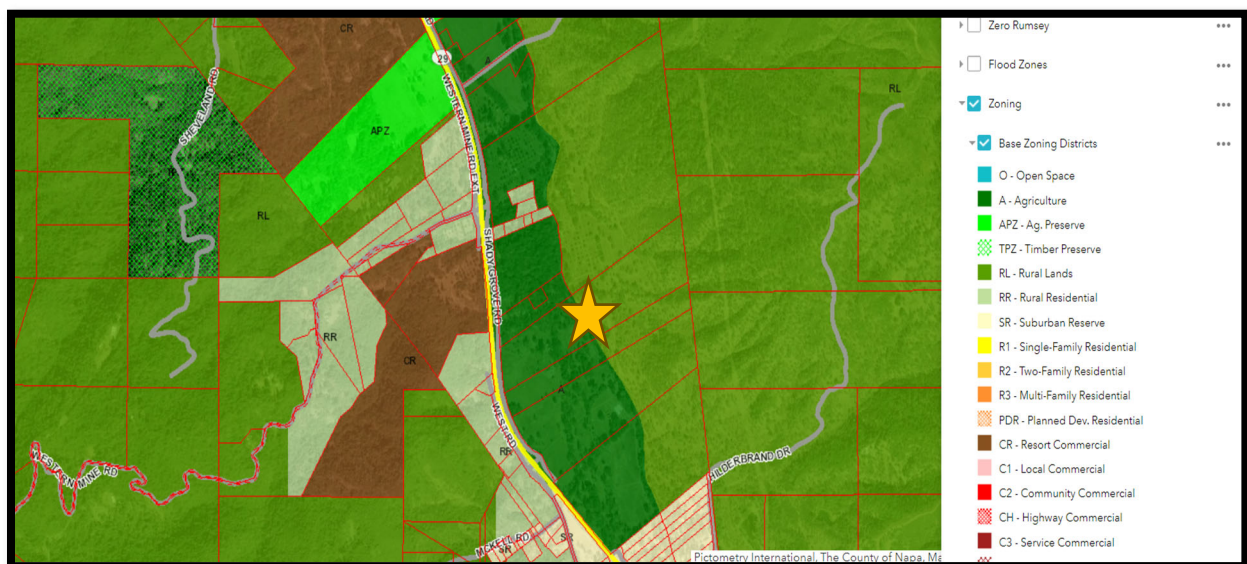 CR
29
A
SHEVELAND RD
WESTERN MINE RD EXT
RL
APZ
RL
SHADY GROVE RD
RR
CR
A
WEST RD
RR
HILDERBRAND DR
WESTERN MINE RD
MCKELL RD
SR
SR
Pictometry International, The County of Napa, Ma
Zero Rumsey
Flood Zones
Zoning
Base Zoning Districts
O - Open Space
A - Agriculture
APZ - Ag. Preserve
TPZ - Timber Preserve
RL - Rural Lands
RR - Rural Residential
SR - Suburban Reserve
R1 - Single-Family Residential
R2 - Two-Family Residential
R3 - Multi-Family Residential
PDR - Planned Dev. Residential
CR - Resort Commercial
C1 - Local Commercial
C2 - Community Commercial
CH - Highway Commercial
C3 - Service Commercial